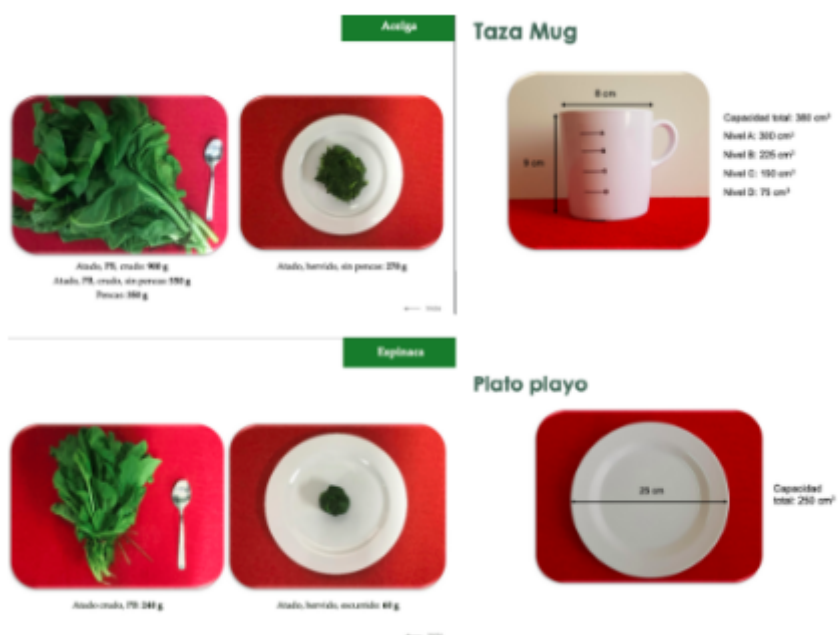 Acelga
Atado, PB, crudo: 900 g
Atado, PB, crudo, sin pencas: 550 g
Pencas: 350 g
Atado, hervido, sin pencas: 270 g
Taza Mug
8 cm
9 cm
Capacidad total: 380 cm³
Nivel A: 300 cm³
Nivel B: 225 cm³
Nivel C: 150 cm³
Nivel D: 75 cm³
Espinaca
Atado crudo, PB: 240 g
Atado, hervido, escurrido: 60 g
Plato playo
25 cm
Capacidad
total: 250 cm³